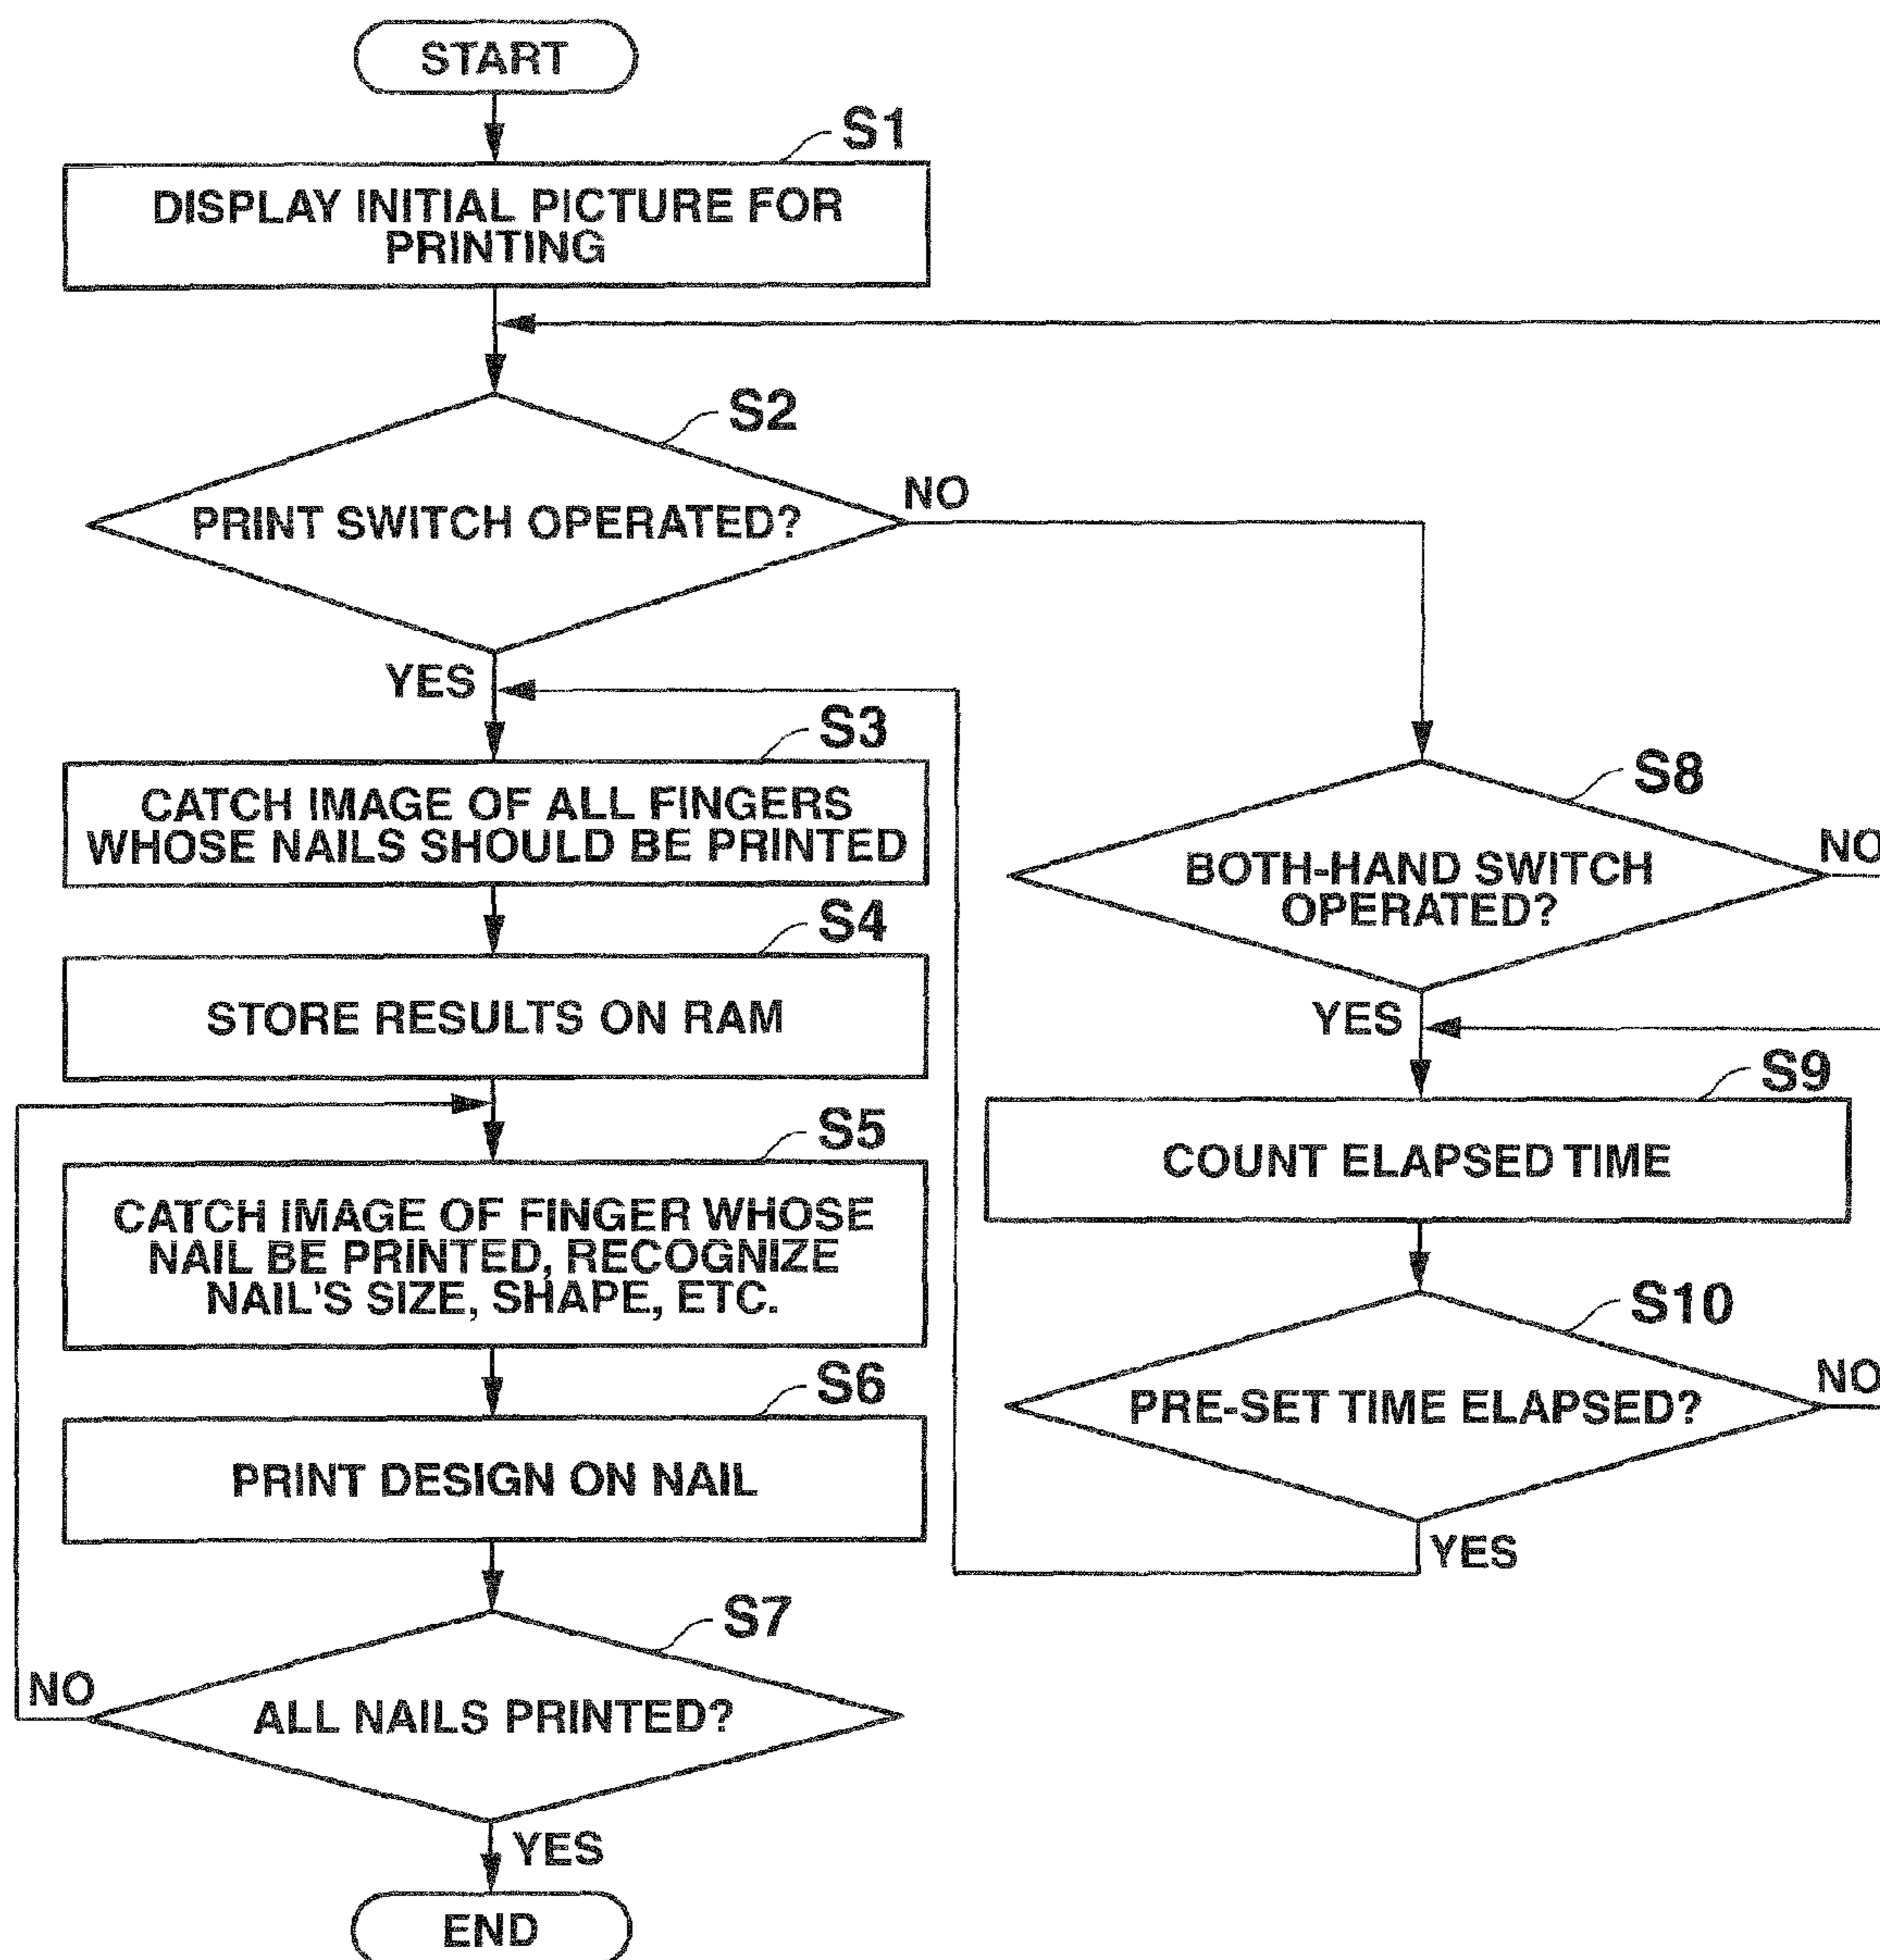 START
S1
DISPLAY INITIAL PICTURE FOR
PRINTING
S2
PRINT SWITCH OPERATED?
NO
YES
S3
CATCH IMAGE OF ALL FINGERS
WHOSE NAILS SHOULD BE PRINTED
S4
STORE RESULTS ON RAM
S5
CATCH IMAGE OF FINGER WHOSE
NAIL BE PRINTED, RECOGNIZE
NAIL'S SIZE, SHAPE, ETC.
S6
PRINT DESIGN ON NAIL
S7
ALL NAILS PRINTED?
NO
YES
END
S8
BOTH-HAND SWITCH
OPERATED?
NO
YES
S9
COUNT ELAPSED TIME
S10
PRE-SET TIME ELAPSED?
NO
YES